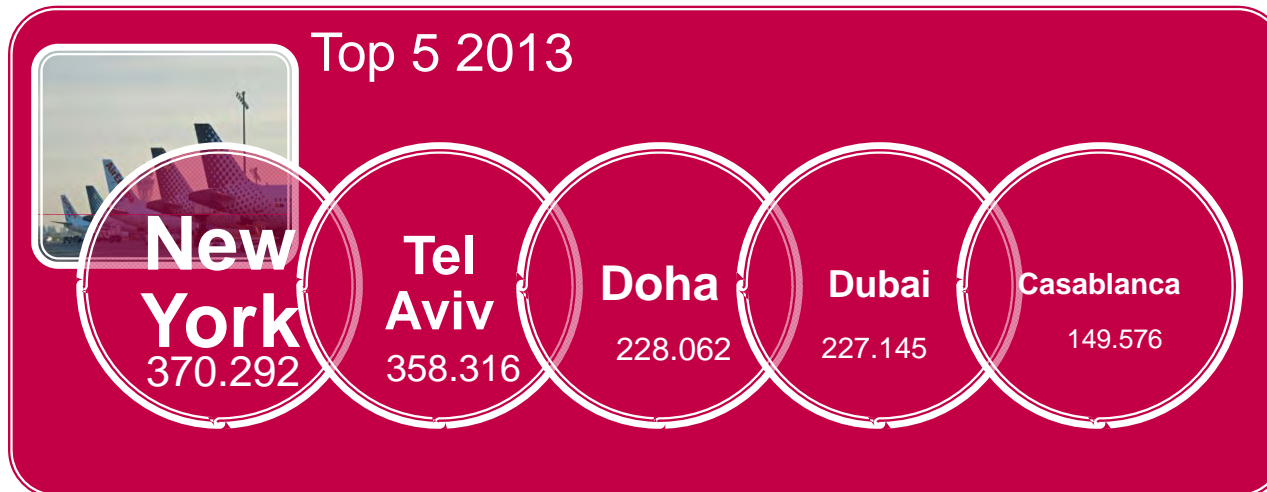 Top 5 2013
New
York
370.292
Tel
Aviv
358.316
Doha
228.062
Dubai
227.145
Casablanca
149.576